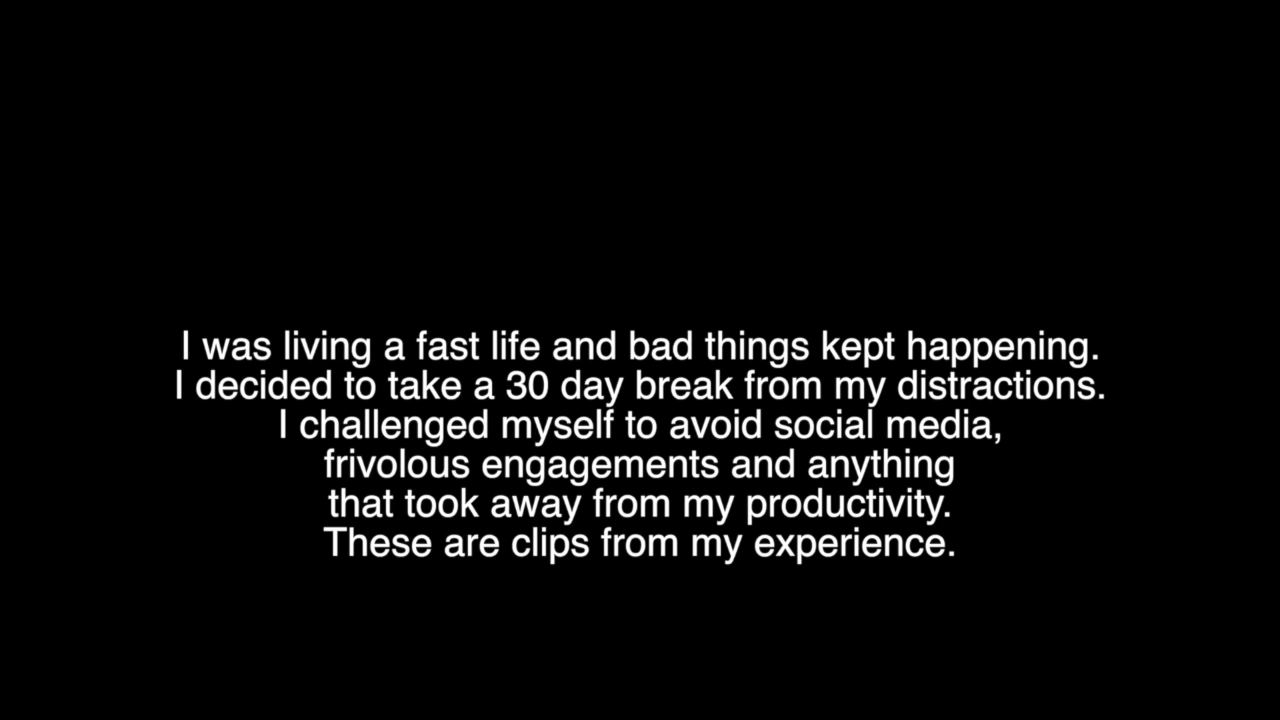 I was living a fast life and bad things kept happening.
I decided to take a 30 day break from my distractions.
I challenged myself to avoid social media,
frivolous engagements and anything
that took away from my productivity.
These are clips from my experience.